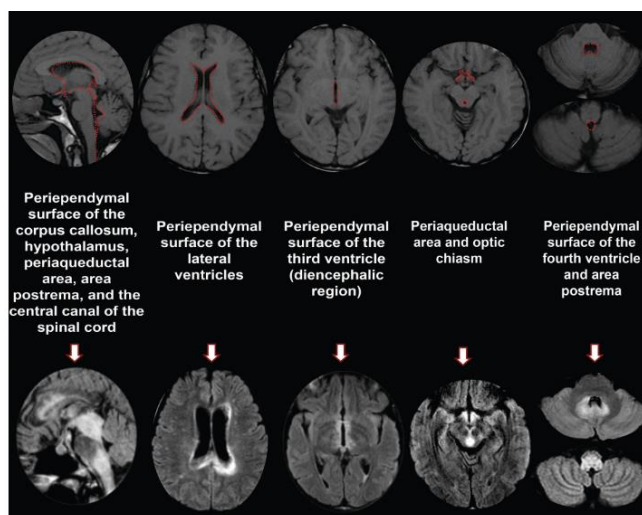 Periependymal
surface of the
corpus callosum,
hypothalamus,
periaqueductal
area, area
postrema, and the
central canal of the
spinal cord
Periependymal
surface of the
lateral
ventricles
Periependymal
surface of the third
ventricle
(diencephalic
region)
Periaqueductal
area and optic
chiasm
Periependymal
surface of the
fourth ventricle
and area
postrema